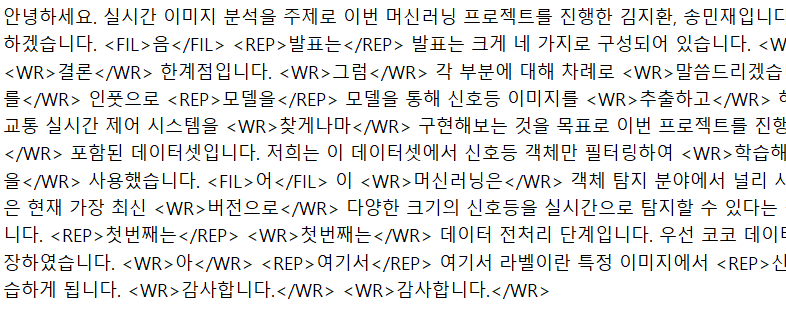 안녕하세요. 실시간 이미지 분석을 주제로 이번 머신러닝 프로젝트를 진행한 김지환, 송민재입니다
하겠습니다. <FIL>음</FIL> <REP>발표는</REP> 발표는 크게 네 가지로 구성되어 있습니다. <W
<WR>결론</WR> 한계점입니다. <WR>그럼</WR> 각 부분에 대해 차례로 <WR>말씀드리겠습
를</WR> 인풋으로 <REP>모델을</REP> 모델을 통해 신호등 이미지를 <WR>추출하고</WR> 
교통 실시간 제어 시스템을 <WR>찾게나마</WR> 구현해보는 것을 목표로 이번 프로젝트를 진행
</WR> 포함된 데이터셋입니다. 저희는 이 데이터셋에서 신호등 객체만 필터링하여 <WR>학습해
을</WR> 사용했습니다. <FIL>어</FIL> 이 <WR>머신러닝은</WR> 객체 탐지 분야에서 널리 
은 현재 가장 최신 <WR>버전으로</WR> 다양한 크기의 신호등을 실시간으로 탐지할 수 있다는
니다. <REP>첫번째는</REP> <WR>첫번째는</WR> 데이터 전처리 단계입니다. 우선 코코 데이터
장하였습니다. <WR>아</WR> <REP>여기서</REP> 여기서 라벨이란 특정 이미지에서 <REP>신
습하게 됩니다. <WR>감사합니다.</WR> <WR>감사합니다.</WR>